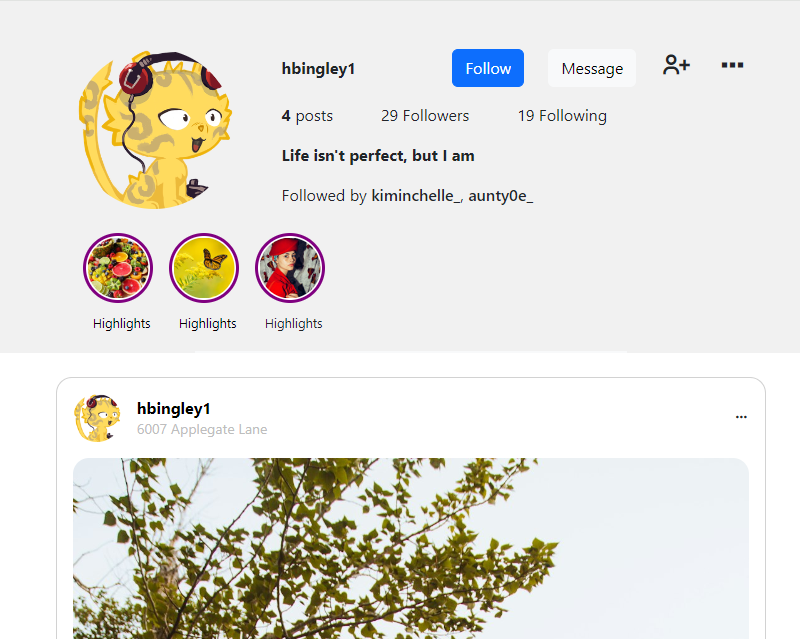 hbingley1
Follow
Message
4 posts
29 Followers
19 Following
Life isn't perfect, but I am
Followed by kiminchelle_, aunty0e_
Highlights
Highlights
Highlights
hbingley1
6007 Applegate Lane